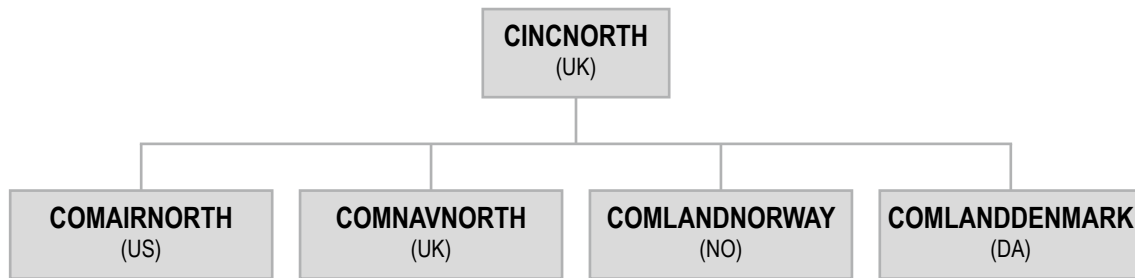 CINCNORTH
(UK)
COMAIRNORTH
(US)
COMNAVNORTH
(UK)
COMLANDNORWAY
(NO)
COMLANDDENMARK
(DA)